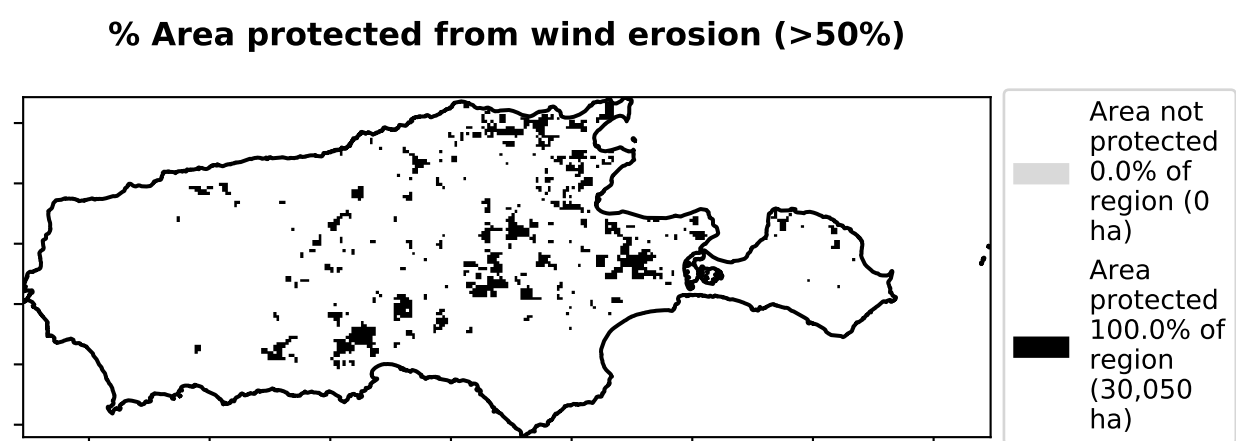 % Area protected from wind erosion (>50%)
Area not
protected
0.0% of
region (0
ha)
Area
protected
100.0% of
region
(30,050
ha)